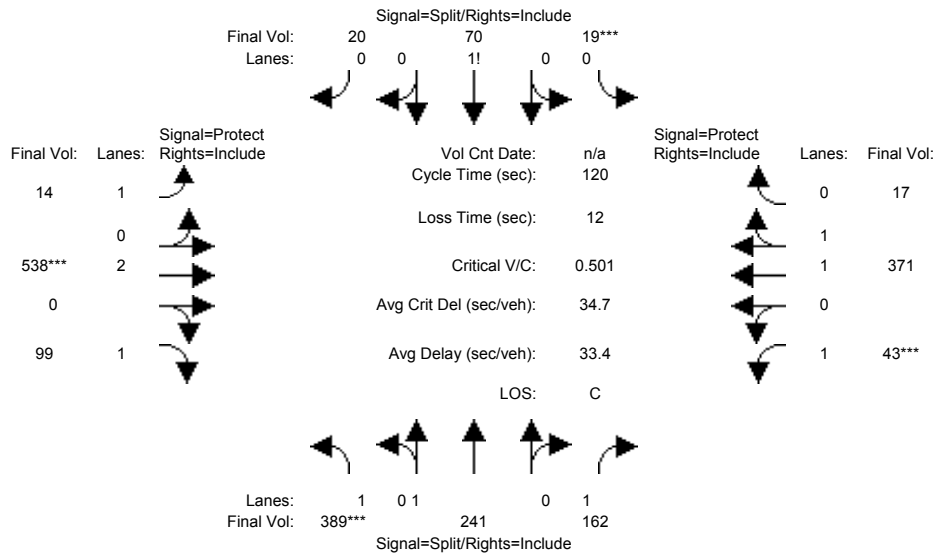 Signal=Split/Rights=Include
Final Vol: 20 70 19***
Lanes: 0 0 1! 0 0
Signal=Protect Signal=Protect
Final Vol: Lanes: Rights=Include Vol Cnt Date: n/a Rights=Include Lanes: Final Vol:
Cycle Time (sec): 120
14 1 0 17
Loss Time (sec): 12
0 1
538*** 2 Critical V/C: 0.501 1 371
0 Avg Crit Del (sec/veh): 34.7 0
99 1 Avg Delay (sec/veh): 33.4 1 43***
LOS: C
Lanes: 1 0 1 0 1
Final Vol: 389*** 241 162
Signal=Split/Rights=Include